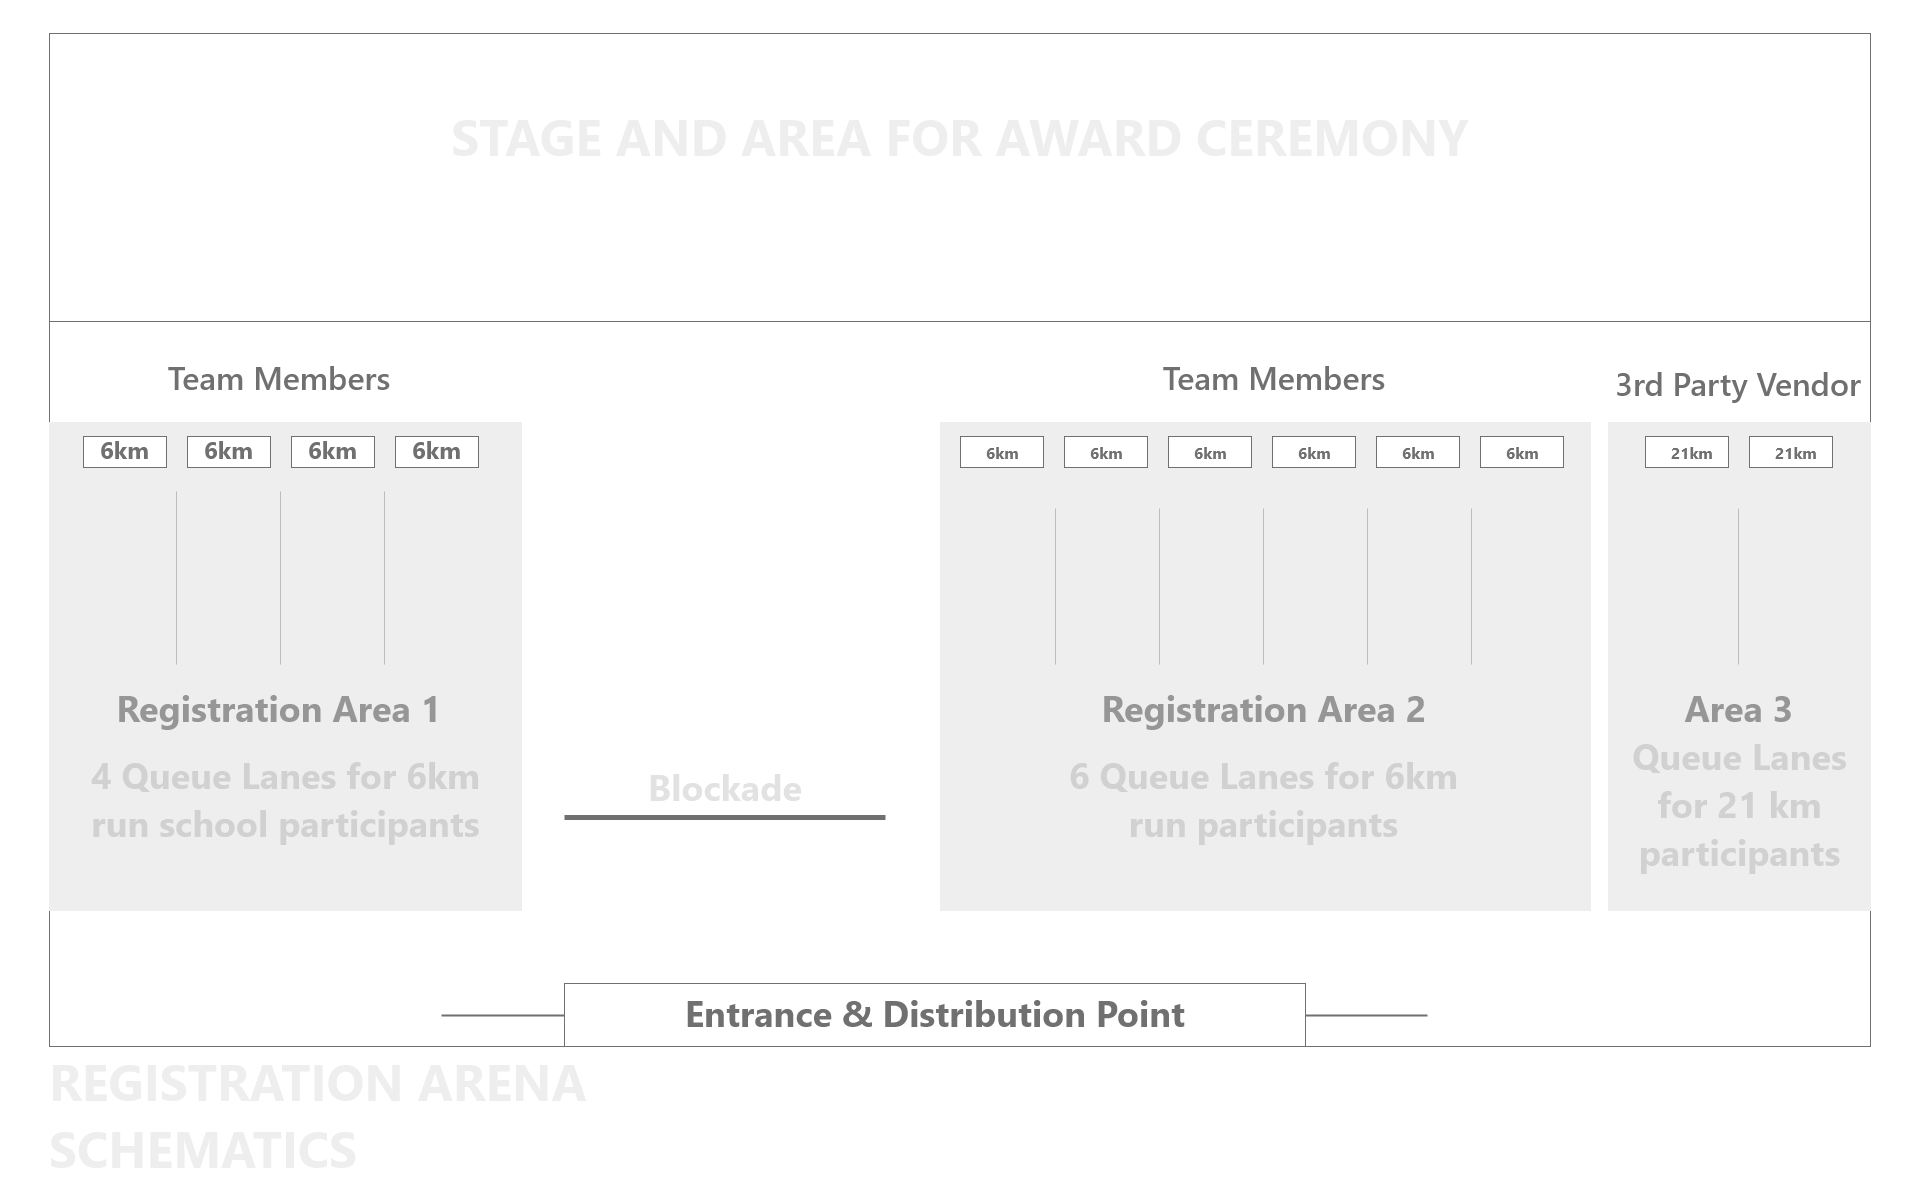 STAGE AND AREA FOR AWARD CEREMONY
Team Members
6km 6km 6km 6km
Registration Area 1
4 Queue Lanes for 6km
run school participants
Blockade
Team Members
6km 6km 6km 6km 6km 6km
Registration Area 2
6 Queue Lanes for 6km
run participants
3rd Party Vendor
21km 21km
Area 3
Queue Lanes
for 21 km
participants
Entrance & Distribution Point
REGISTRATION ARENA
SCHEMATICS